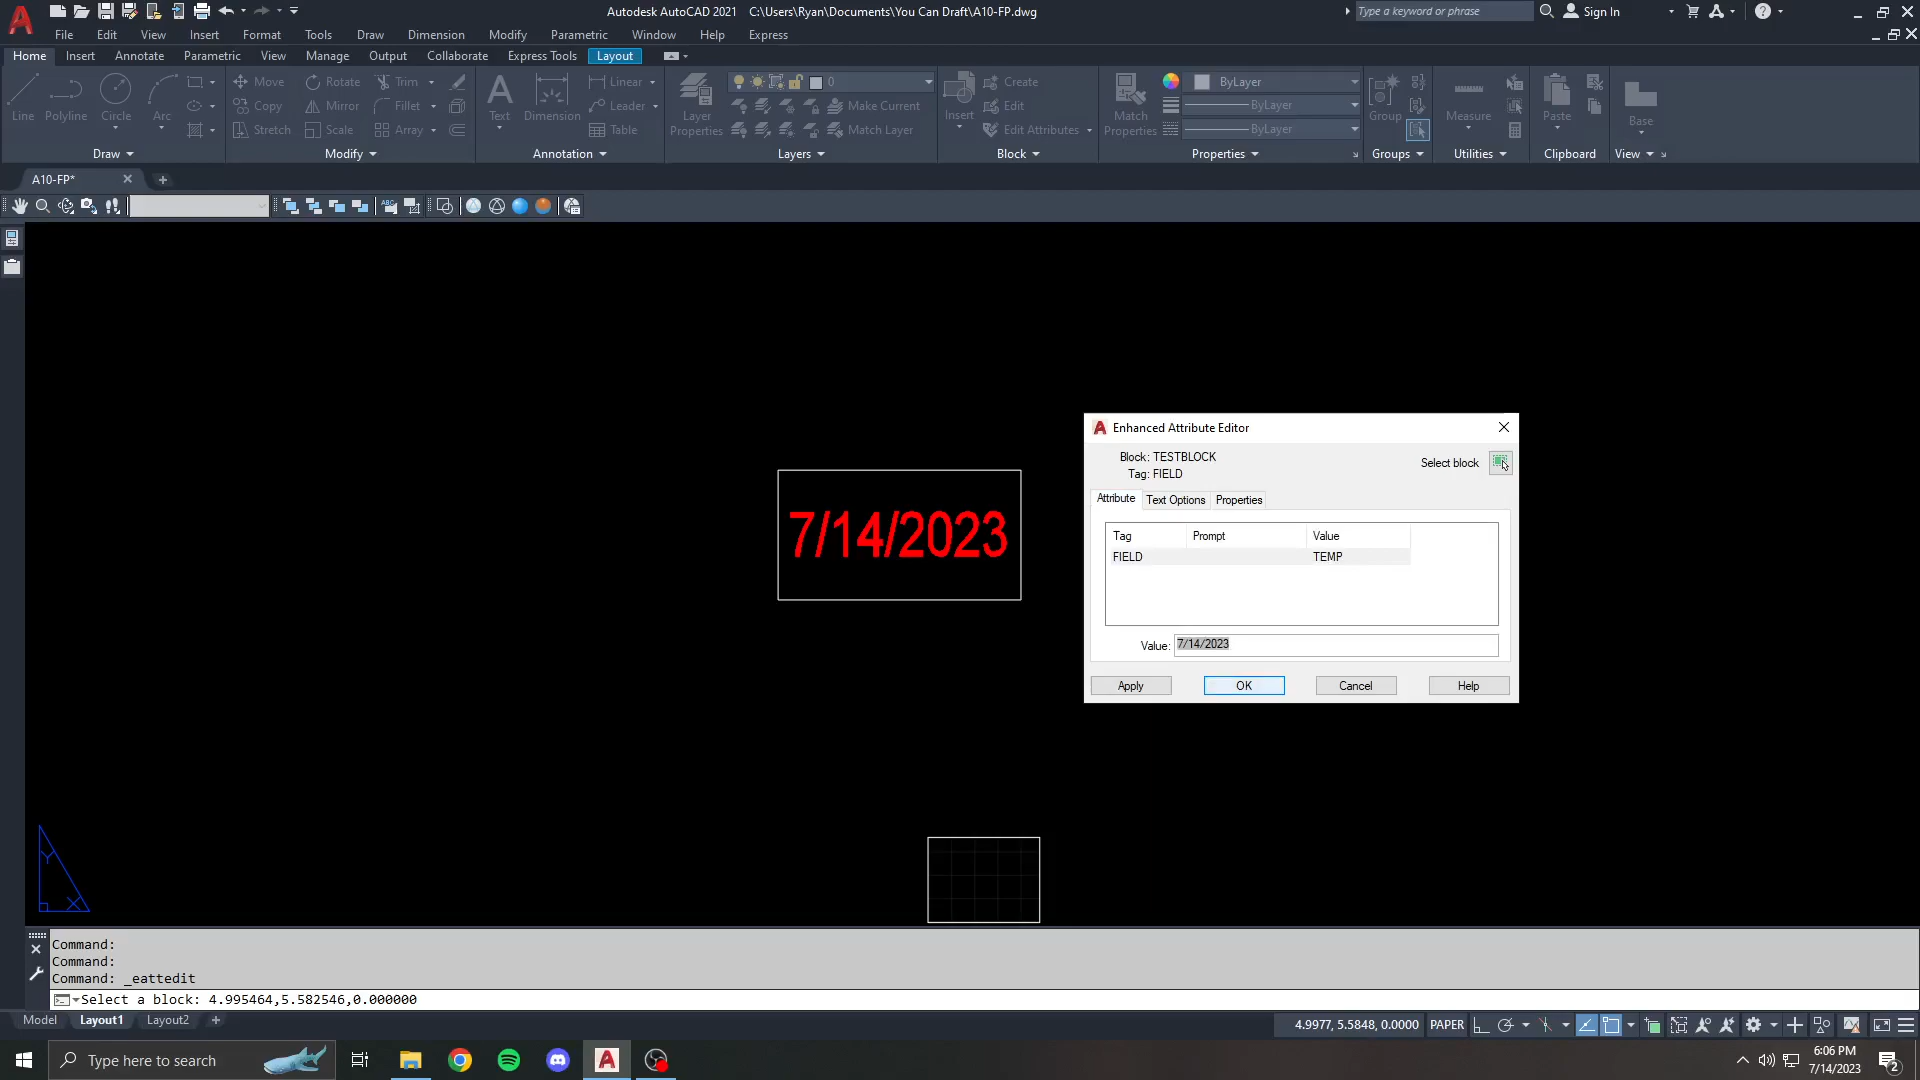 Autodesk AutoCAD 2021 C:\Users\Ryan\Documents\You Can Draft\A10-FP.dwg
Type a keyword or phrase
Sign In
File Edit View Insert Format Tools Draw Dimension Modify Parametric Window Help Express
Home Insert Annotate Parametric View Manage Output Collaborate Express Tools Layout
Line Polyline Circle Arc
Move Rotate Trim
Copy Mirror Fillet
Stretch Scale Array
Text Dimension
Linear
Leader
Table
Layer Properties
0
Make Current
Match Layer
Insert
Create
Edit
Edit Attributes
Match Properties
ByLayer
ByLayer
ByLayer
Group
Measure
Paste
Base
Draw Modify Annotation Layers Block Properties Groups Utilities Clipboard View
A10-FP*
7/14/2023
Enhanced Attribute Editor
Block: TESTBLOCK
Tag: FIELD
Select block
Attribute Text Options Properties
Tag Prompt Value
FIELD TEMP
Value: 7/14/2023
Apply OK Cancel Help
Y
X
Command:
Command:
Command: _eattedit
Select a block: 4.995464,5.582546,0.000000
Model Layout1 Layout2
4.9977, 5.5848, 0.0000 PAPER
Type here to search
6:06 PM
7/14/2023
2